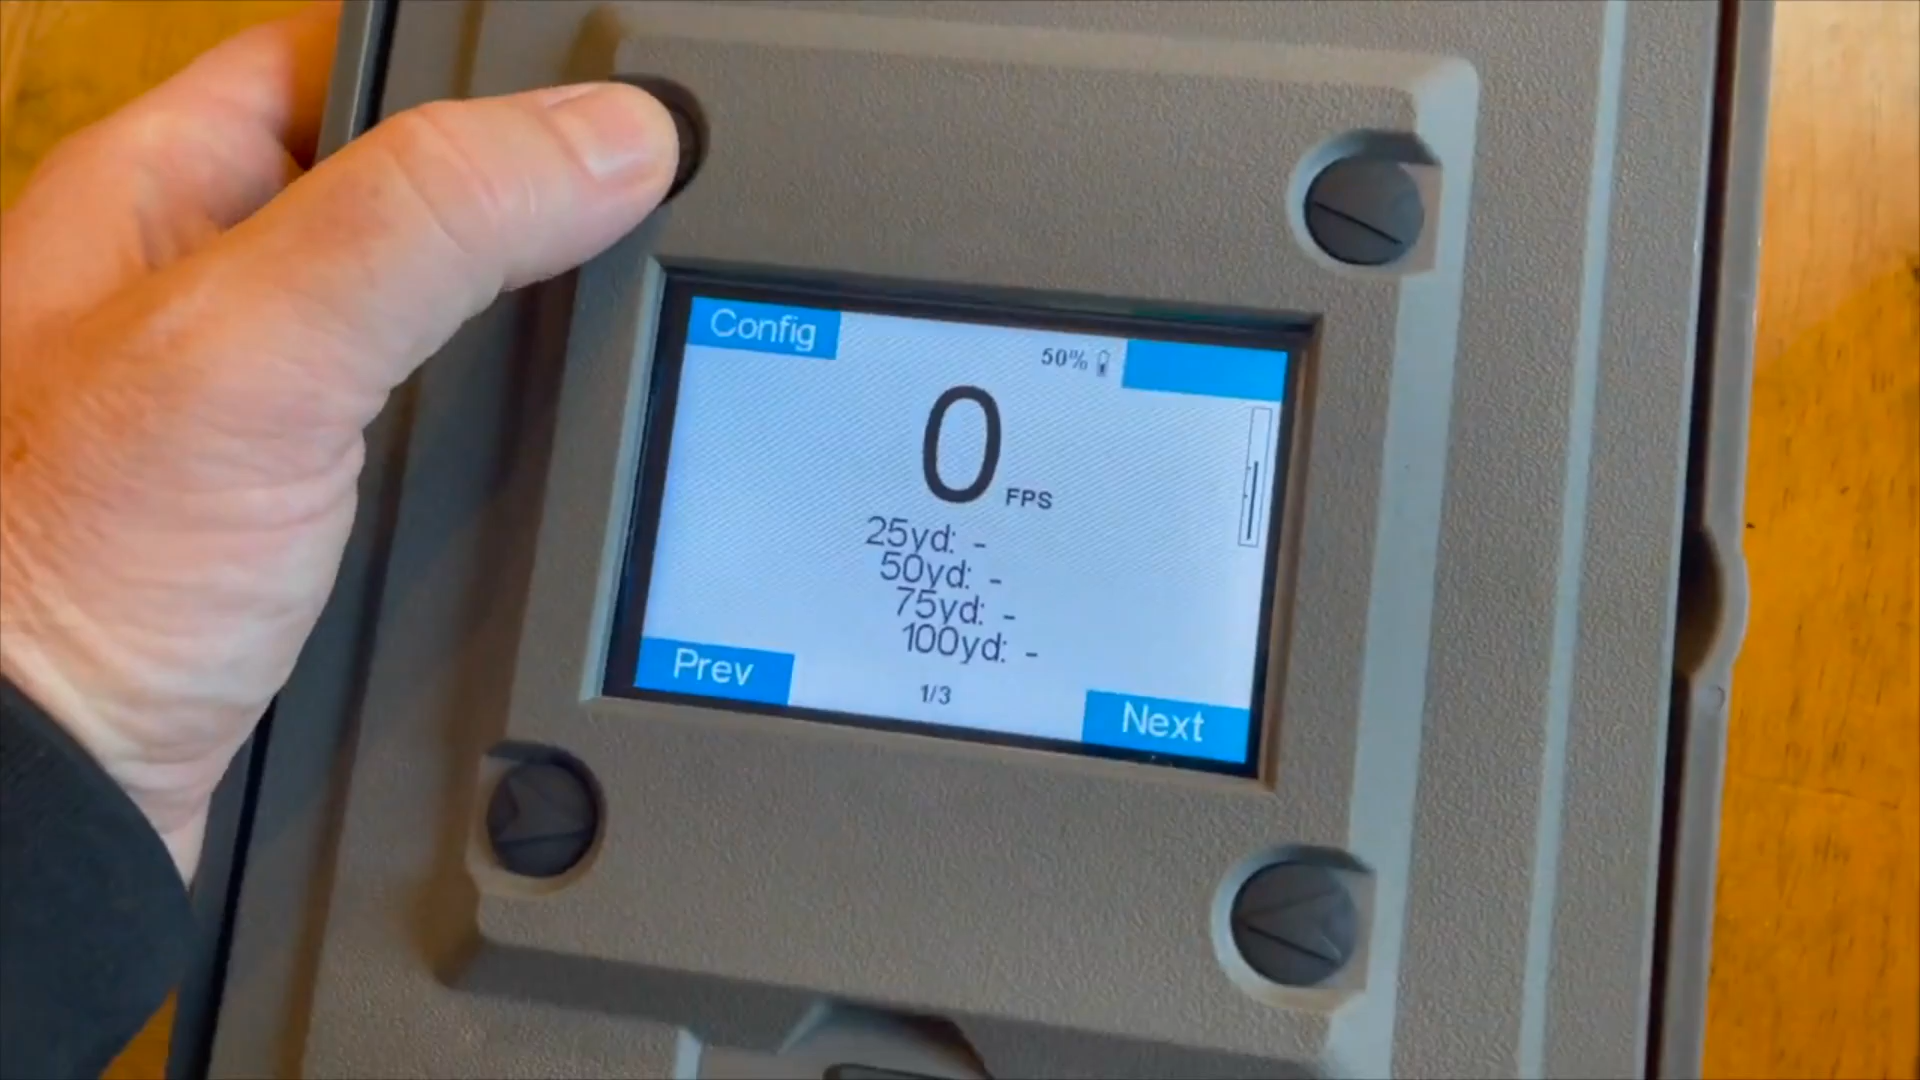 Config
50%
0 FPS
25yd: -
50yd: -
75yd: -
100yd: -
Prev
1/3
Next